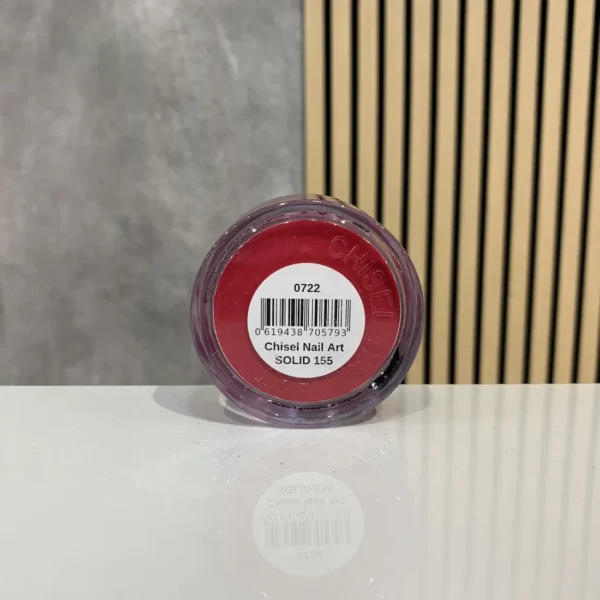 CHISEL
0722
0 619438 705793
Chisel Nail Art
SOLID 155